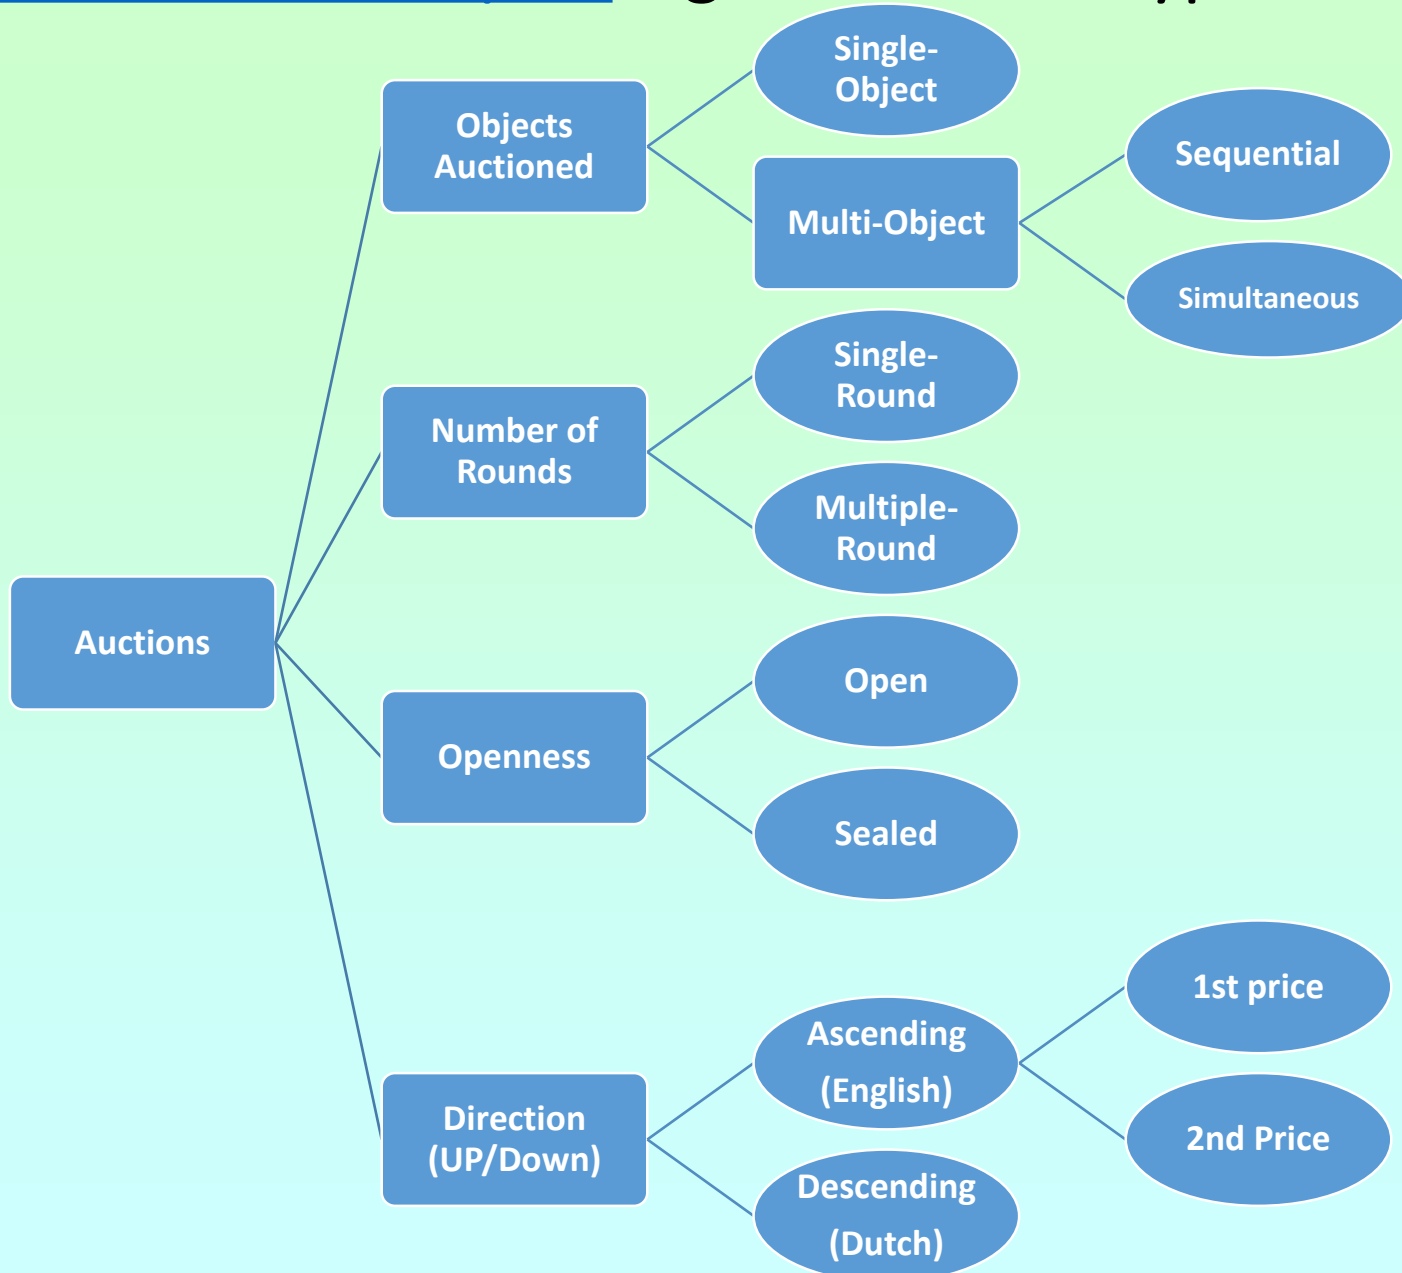 Single-
Object
Objects
Auctioned
Sequential
Multi-Object
Simultaneous
Single-
Round
Number of
Rounds
Multiple-
Round
Auctions
Open
Openness
Sealed
1st price
Ascending
(English)
Direction
(UP/Down)
2nd Price
Descending
(Dutch)